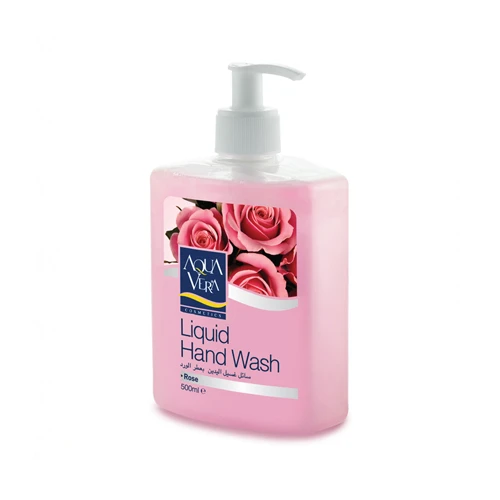 AQUA
VERA
COSMETICS
Liquid
Hand Wash
سائل غسيل اليدين بعطر الورد
• Rose
500ml ℮